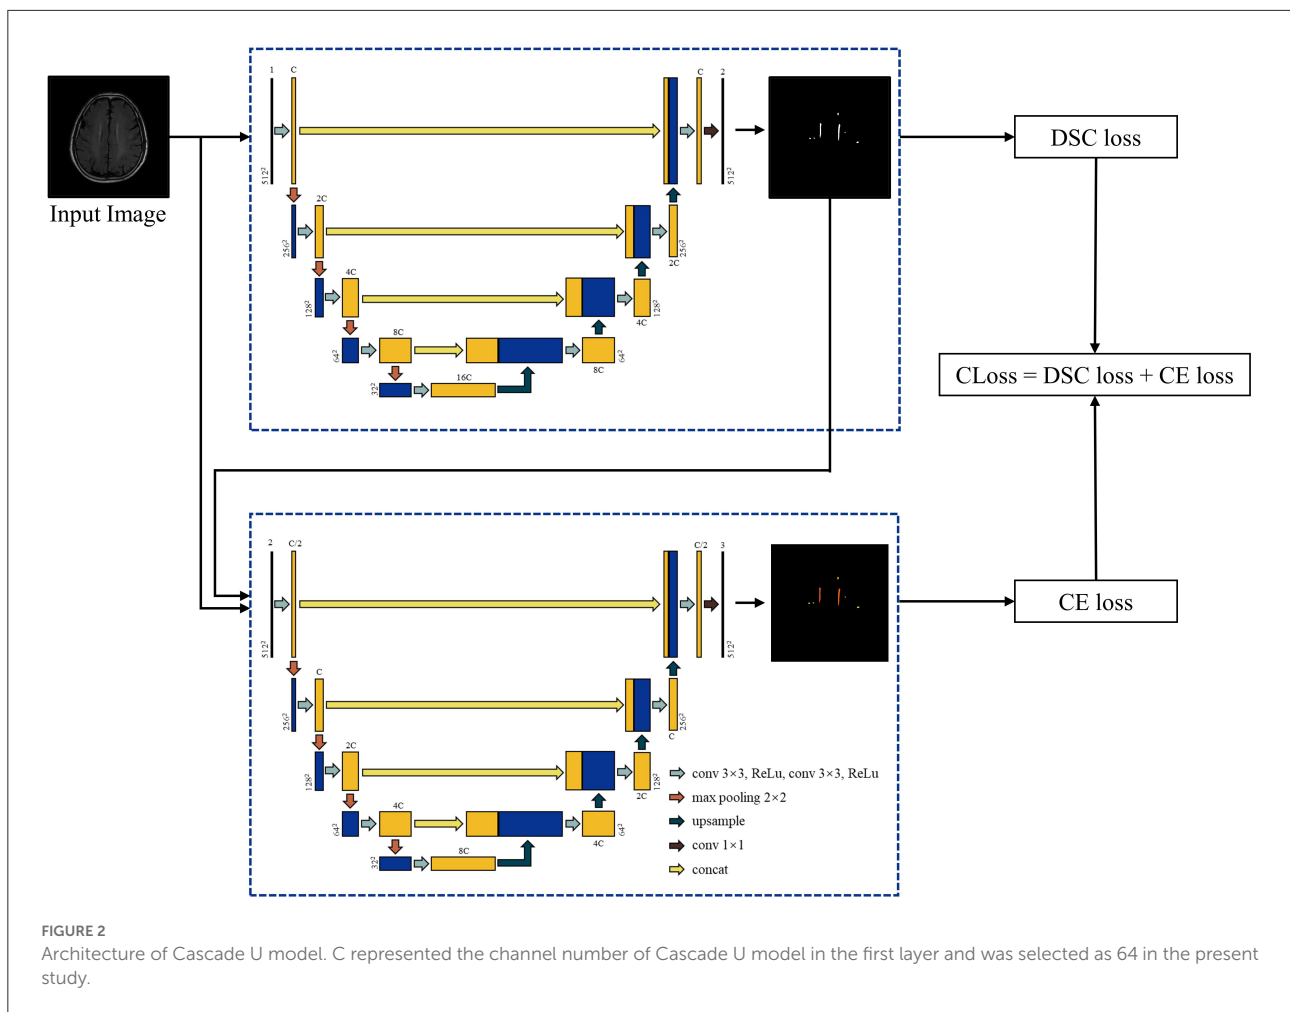 1
C
C
2
512²
512²
Input Image
DSC loss
2C
256²
256²
2C
4C
128²
128²
4C
8C
64²
64²
8C
16C
32²
CLoss = DSC loss + CE loss
2
C/2
C/2
3
512²
512²
CE loss
C
256²
256²
C
2C
128²
128²
2C
4C
64²
64²
4C
8C
32²
conv 3×3, ReLu, conv 3×3, ReLu
max pooling 2×2
upsample
conv 1×1
concat
FIGURE 2
Architecture of Cascade U model. C represented the channel number of Cascade U model in the first layer and was selected as 64 in the present
study.